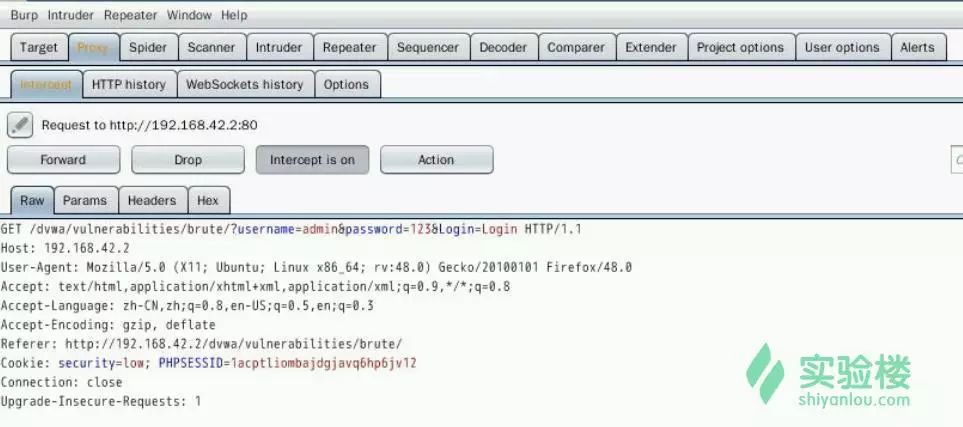 Burp Intruder Repeater Window Help
Target Proxy Spider Scanner Intruder Repeater Sequencer Decoder Comparer Extender Project options User options Alerts
Intercept HTTP history WebSockets history Options
Request to http://192.168.42.2:80
Forward Drop Intercept is on Action
Raw Params Headers Hex
GET /dvwa/vulnerabilities/brute/?username=admin&password=123&Login=Login HTTP/1.1
Host: 192.168.42.2
User-Agent: Mozilla/5.0 (X11; Ubuntu; Linux x86_64; rv:48.0) Gecko/20100101 Firefox/48.0
Accept: text/html,application/xhtml+xml,application/xml;q=0.9,*/*;q=0.8
Accept-Language: zh-CN,zh;q=0.8,en-US;q=0.5,en;q=0.3
Accept-Encoding: gzip, deflate
Referer: http://192.168.42.2/dvwa/vulnerabilities/brute/
Cookie: security=low; PHPSESSID=1acptliombajdgjavq6hp6jv12
Connection: close
Upgrade-Insecure-Requests: 1
实验楼
shiyanlou.com